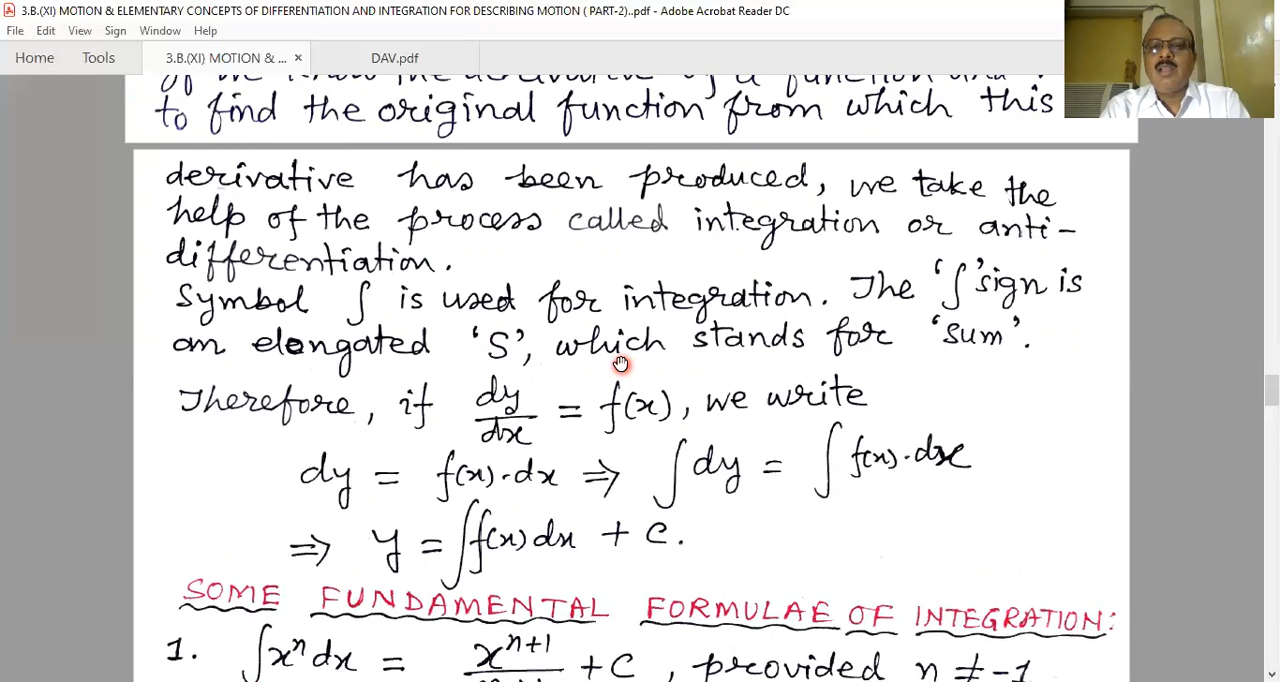 3.B.(XI) MOTION & ELEMENTARY CONCEPTS OF DIFFERENTIATION AND INTEGRATION FOR DESCRIBING MOTION ( PART-2)..pdf - Adobe Acrobat Reader DC
File Edit View Sign Window Help
Home Tools 3.B.(XI) MOTION & ... × DAV.pdf
to find the original function from which this
derivative has been produced, we take the
help of the process called integration or anti-
differentiation.
Symbol ∫ is used for integration. The '∫' sign is
an elongated 'S', which stands for 'sum'.
Therefore, if dy/dx = f(x), we write
dy = f(x)·dx ⇒ ∫dy = ∫f(x)·dx
⇒ y = ∫f(x)dx + c.
SOME FUNDAMENTAL FORMULAE OF INTEGRATION:
1. ∫xⁿ dx = xⁿ⁺¹ + C, provided n ≠ -1